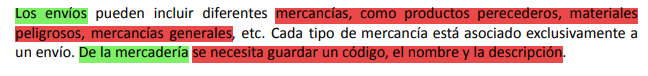 Los envíos pueden incluir diferentes mercancías, como productos perecederos, materiales
peligrosos, mercancías generales, etc. Cada tipo de mercancía está asociado exclusivamente a
un envío. De la mercadería se necesita guardar un código, el nombre y la descripción.